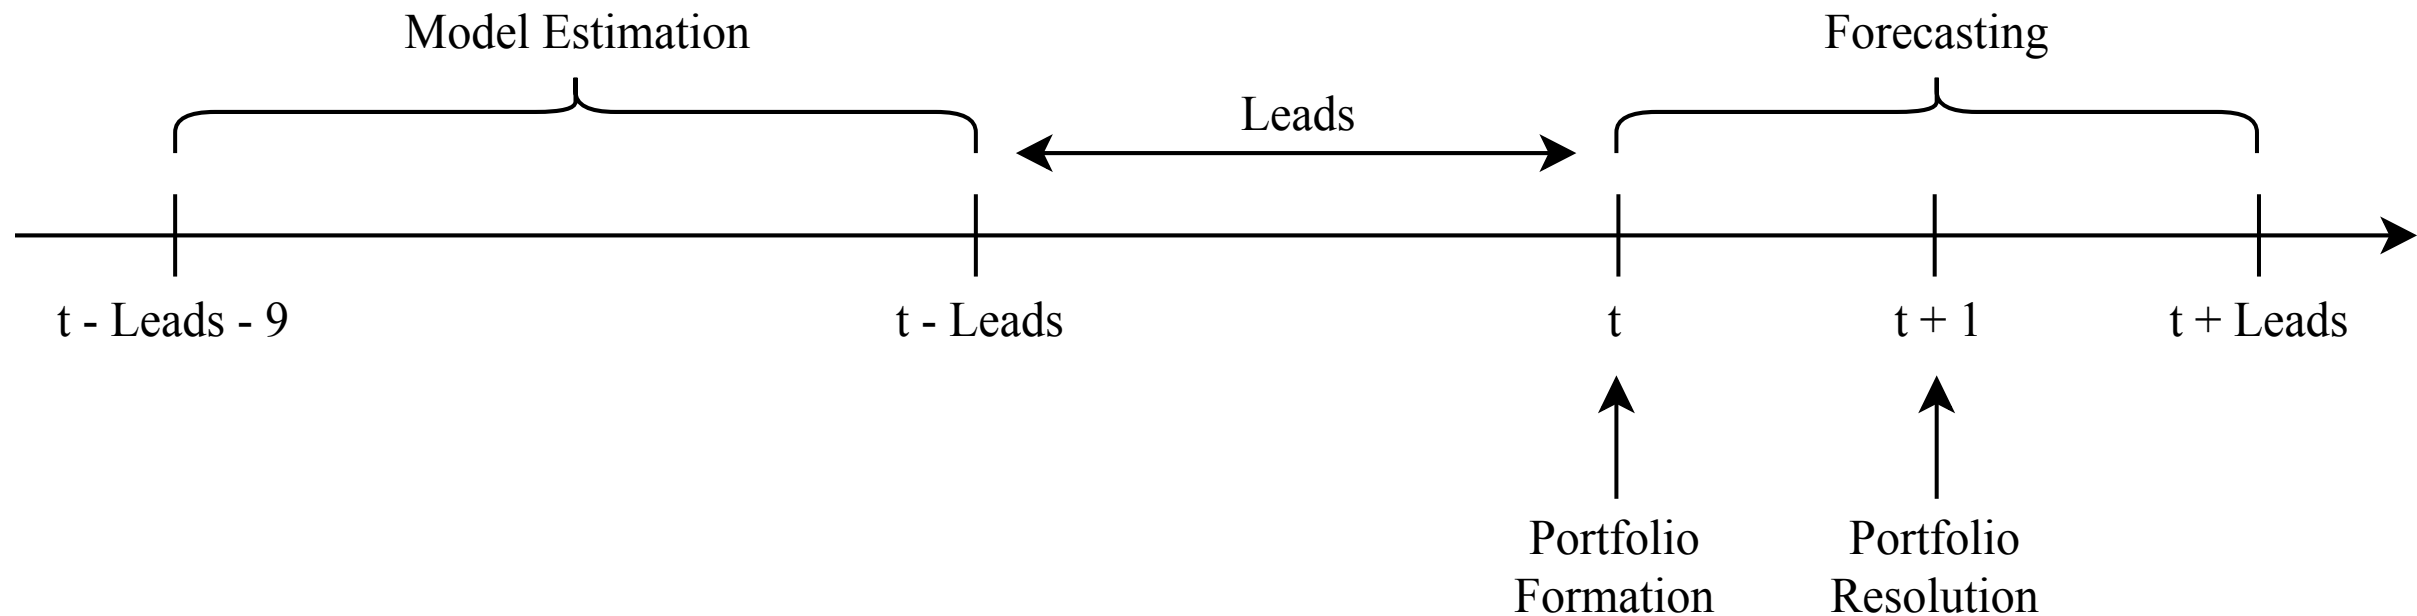 Model Estimation
Forecasting
Leads
t - Leads - 9
t - Leads
t
t + 1
t + Leads
Portfolio
Formation
Portfolio
Resolution